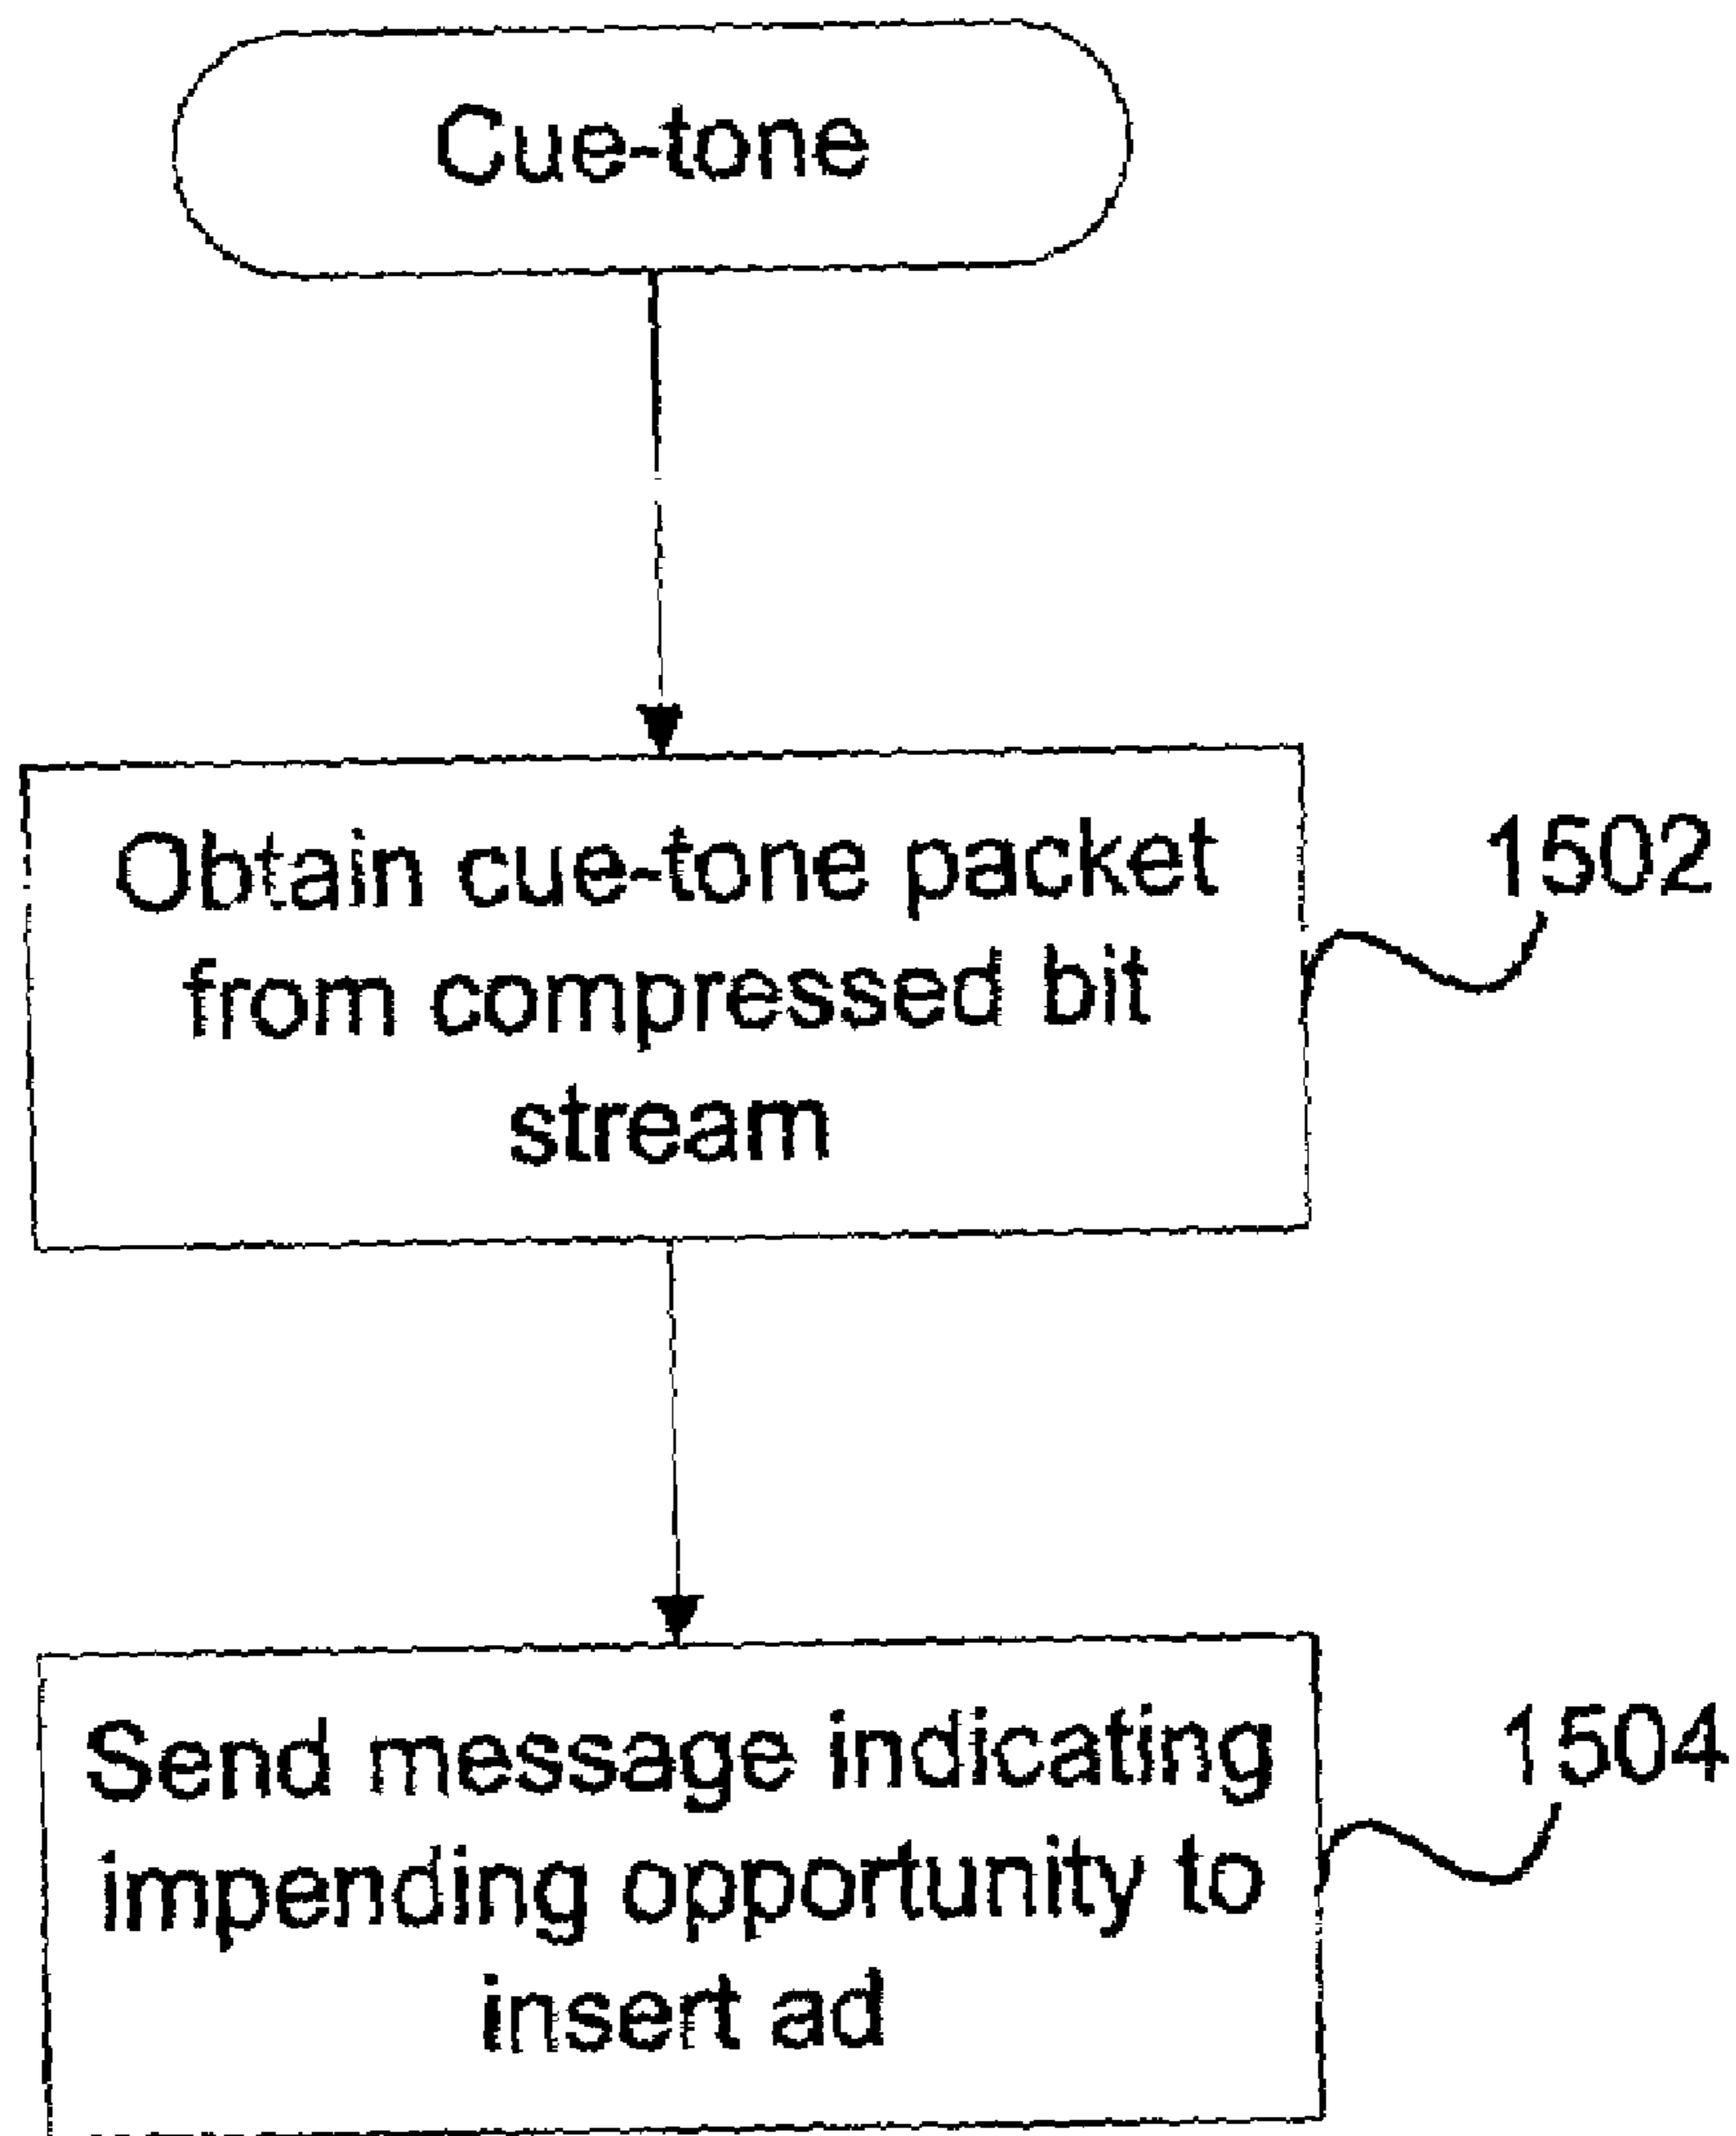 Cue-tone
Obtain cue-tone packet
from compressed bit
stream
1502
Send message indicating
impending opportunity to
insert ad
1504